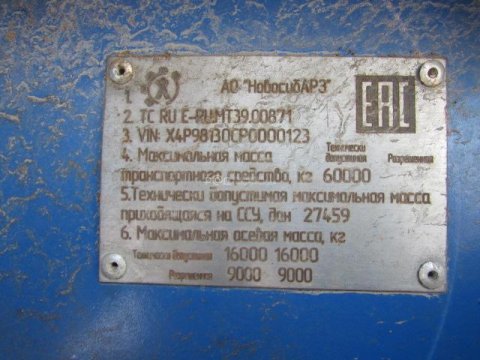 1. АО "НовосибАРЗ"
EAC
2. ТС RU Е-RU.МТ39.00871
3. VIN: X4P98130CP0000123
4. Максимальная масса Технически допустимая Разрешенная
транспортного средства, кг 60000
5.Технически допустимая максимальная масса
приходящаяся на ССУ, дан 27459
6. Максимальная осевая масса, кг
Технически допустимая 16000 16000
Разрешенная 9000 9000